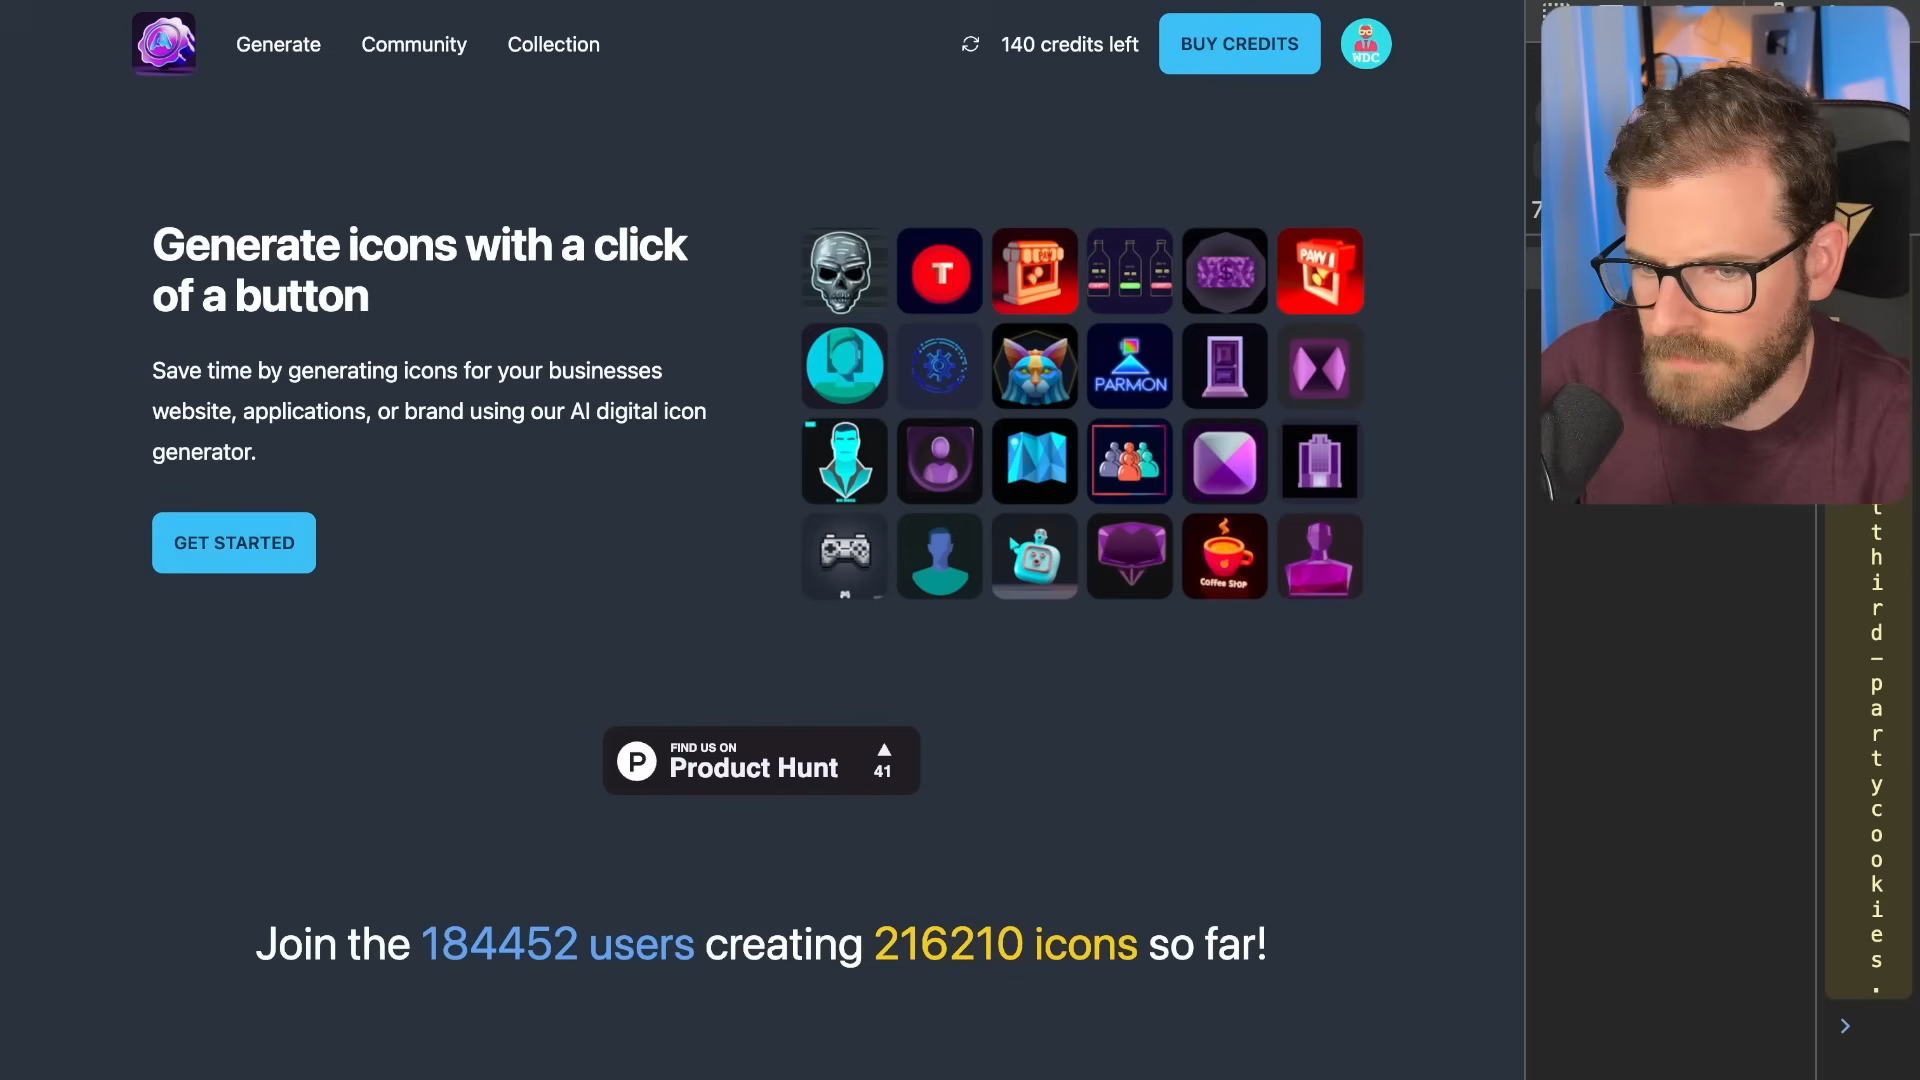 Generate
Community
Collection
140 credits left
BUY CREDITS
WDC
Generate icons with a click
of a button
Save time by generating icons for your businesses
website, applications, or brand using our AI digital icon
generator.
GET STARTED
T
PAW
PAW
PARMON
Coffee Shop
P
FIND US ON
Product Hunt
41
Join the 184452 users creating 216210 icons so far!
7
t
t
h
i
r
d
-
p
a
r
t
y
c
o
o
k
i
e
s
.